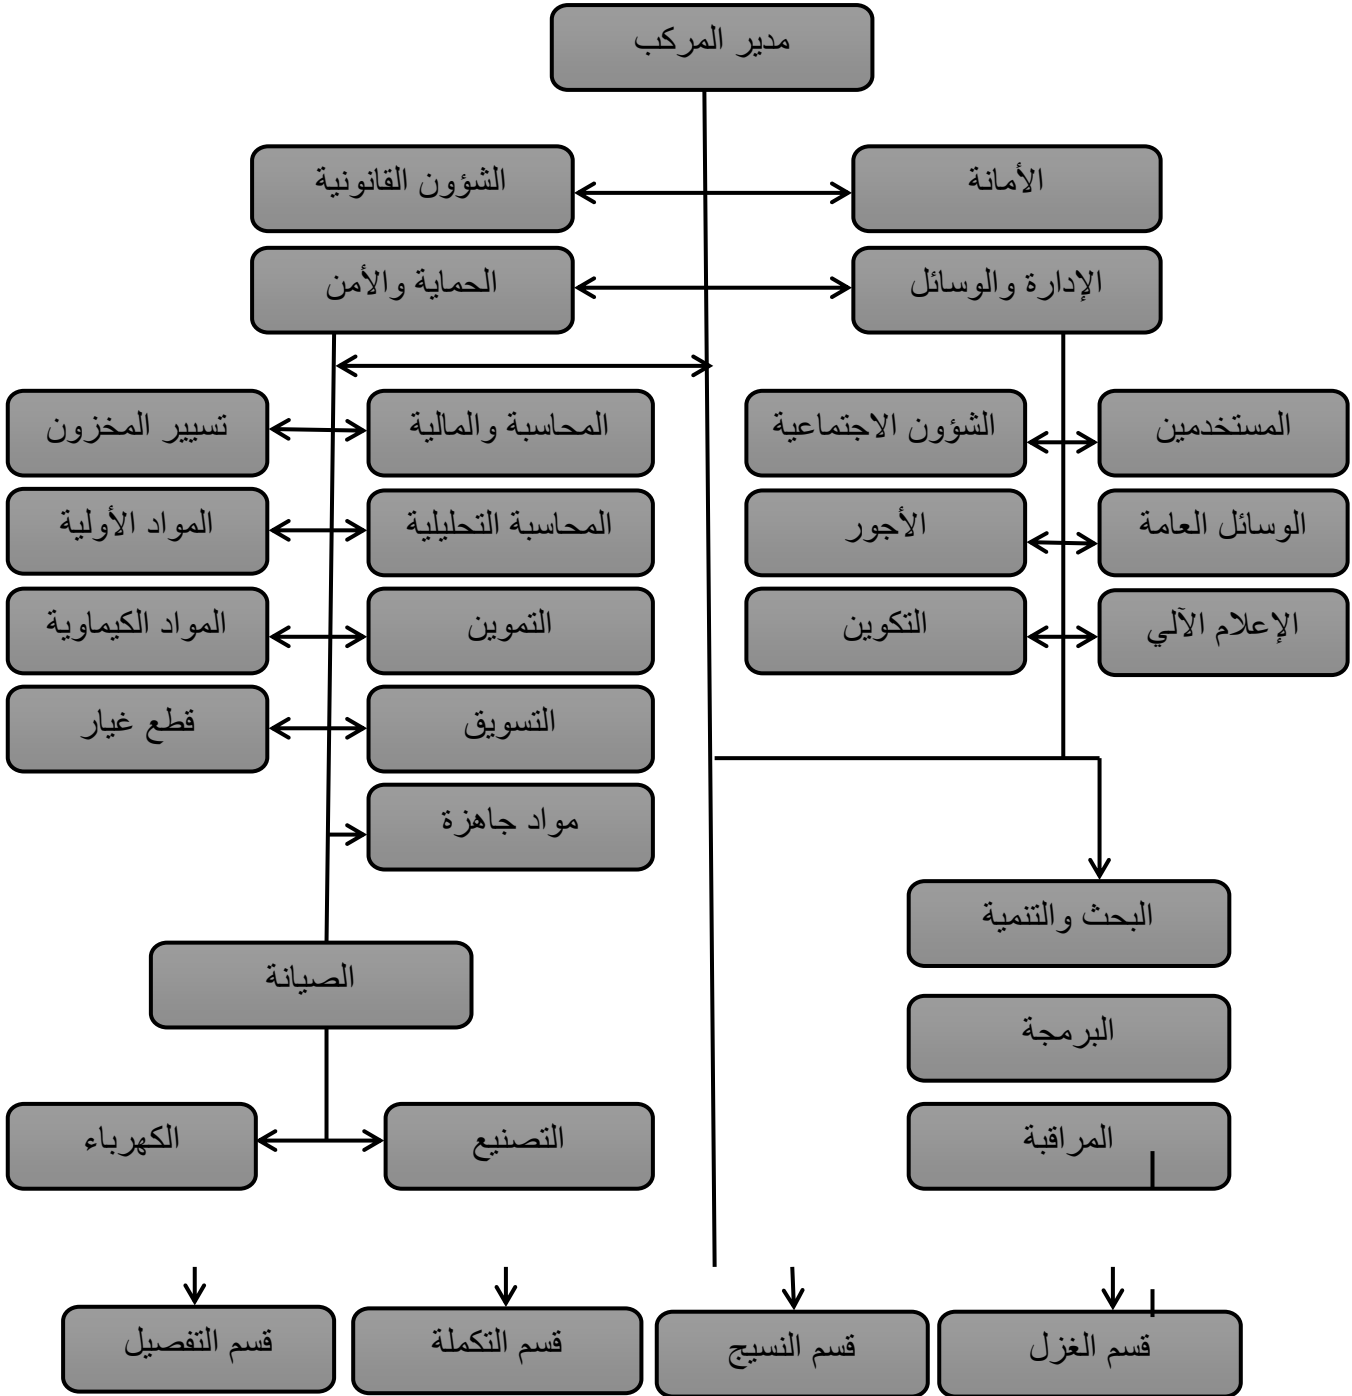 مدير المركب
الأمانة
الشؤون القانونية
الإدارة والوسائل
الحماية والأمن
المستخدمين
الشؤون الاجتماعية
المحاسبة والمالية
تسيير المخزون
الوسائل العامة
الأجور
المحاسبة التحليلية
المواد الأولية
الإعلام الآلي
التكوين
التموين
المواد الكيماوية
التسويق
قطع غيار
مواد جاهزة
البحث والتنمية
الصيانة
البرمجة
المراقبة
التصنيع
الكهرباء
قسم الغزل
قسم النسيج
قسم التكملة
قسم التفصيل